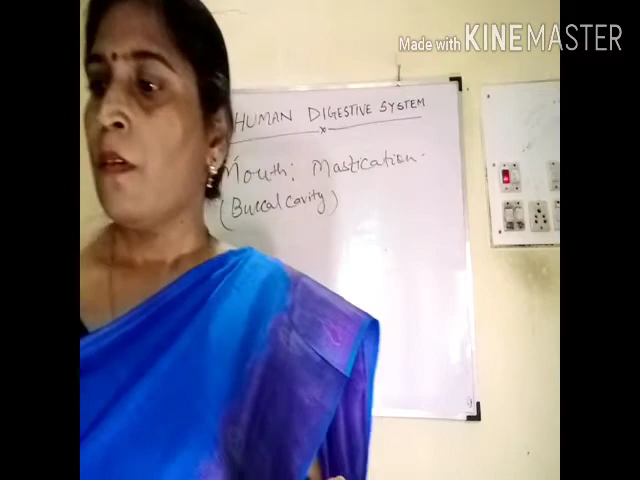 Made with KINEMASTER
HUMAN DIGESTIVE SYSTEM
Mouth: Mastication.
(Buccal cavity)